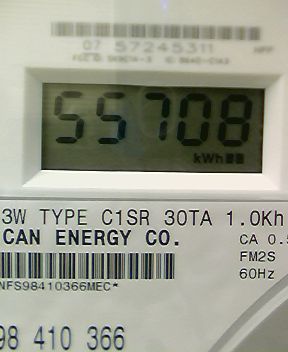 07 57245311
55708
kWh
3W TYPE C1SR 30TA 1.0Kh
CAN ENERGY CO.
CA 0.5
FM2S
NFS98410366MEC*
60Hz
98 410 366